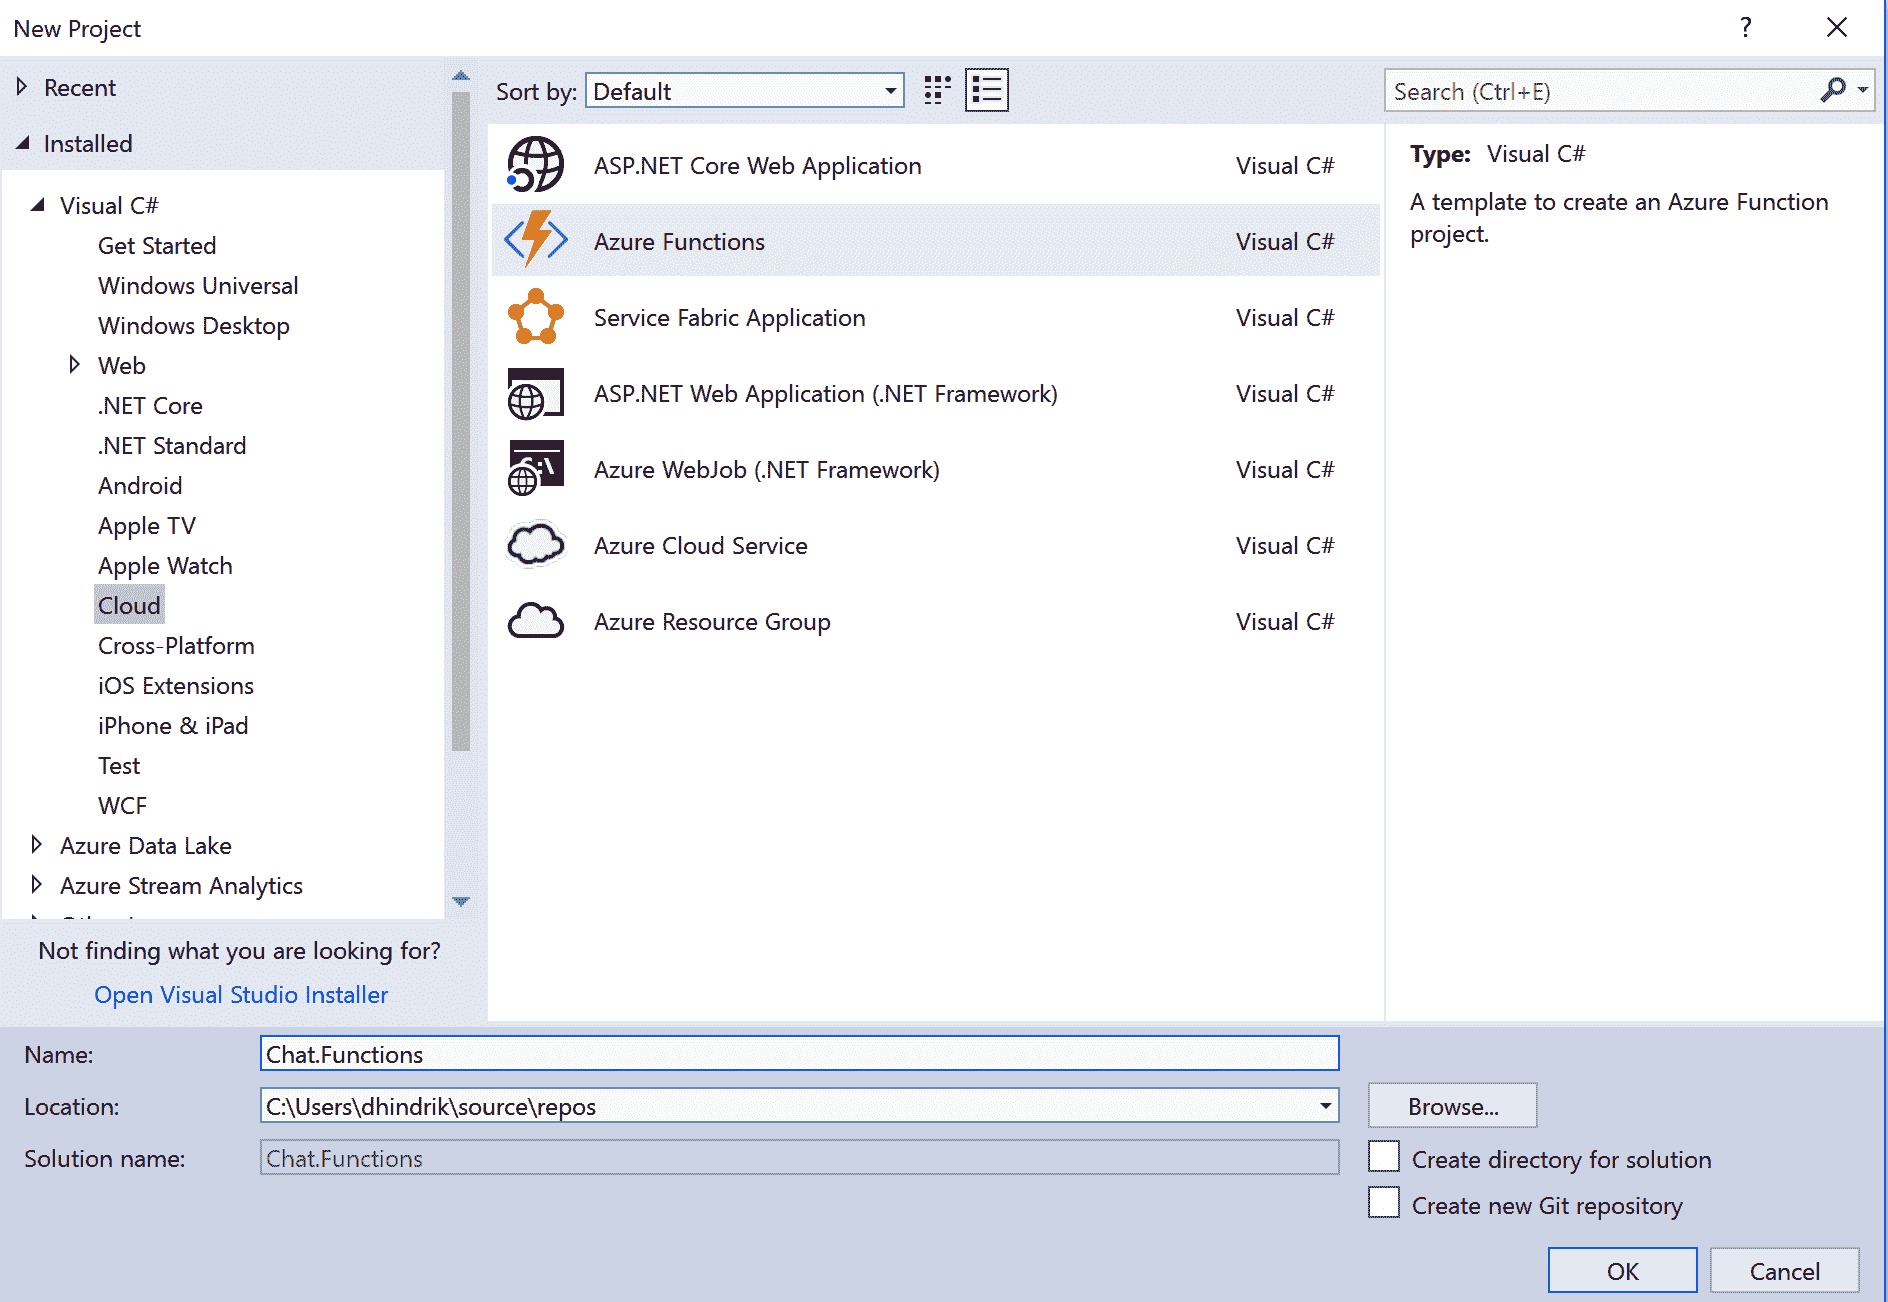 New Project
?
Recent
Installed
Visual C#
Get Started
Windows Universal
Windows Desktop
Web
.NET Core
.NET Standard
Android
Apple TV
Apple Watch
Cloud
Cross-Platform
iOS Extensions
iPhone & iPad
Test
WCF
Azure Data Lake
Azure Stream Analytics
Not finding what you are looking for?
Open Visual Studio Installer
Sort by: Default
ASP.NET Core Web Application Visual C#
Azure Functions Visual C#
Service Fabric Application Visual C#
ASP.NET Web Application (.NET Framework) Visual C#
Azure WebJob (.NET Framework) Visual C#
Azure Cloud Service Visual C#
Azure Resource Group Visual C#
Search (Ctrl+E)
Type: Visual C#
A template to create an Azure Function
project.
Name: Chat.Functions
Location: C:\Users\dhindrik\source\repos
Browse...
Solution name: Chat.Functions
Create directory for solution
Create new Git repository
OK Cancel